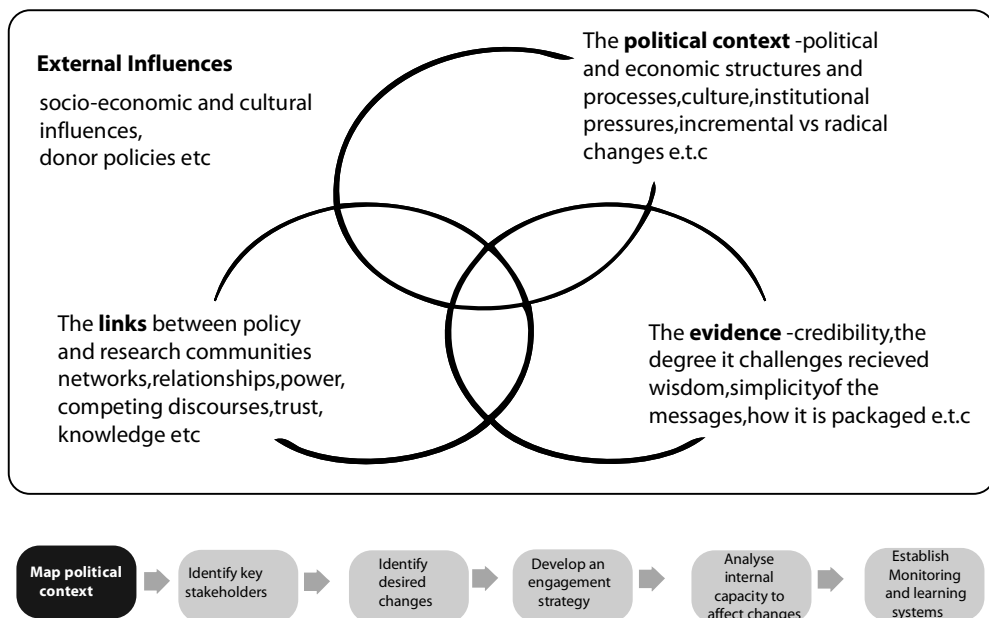 External Influences
socio-economic and cultural
influences,
donor policies etc
The political context -political
and economic structures and
processes,culture,institutional
pressures,incremental vs radical
changes e.t.c
The links between policy
and research communities
networks,relationships,power,
competing discourses,trust,
knowledge etc
The evidence -credibility,the
degree it challenges recieved
wisdom,simplicityof the
messages,how it is packaged e.t.c
Map political
context
Identify key
stakeholders
Identify
desired
changes
Develop an
engagement
strategy
Analyse
internal
capacity to
affect changes
Establish
Monitoring
and learning
systems